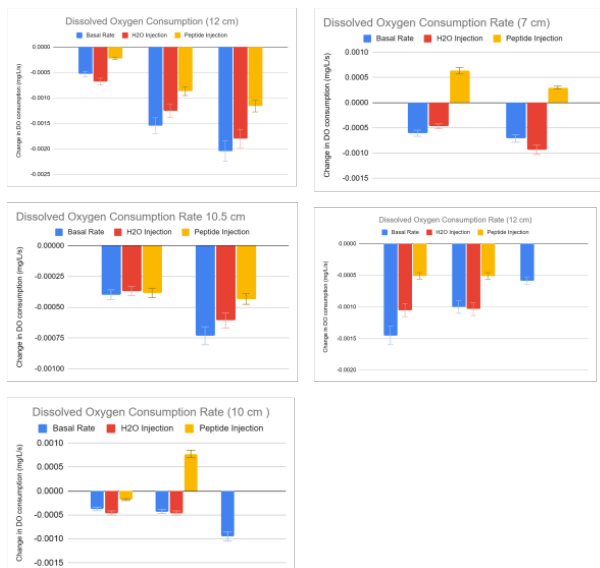 Dissolved Oxygen Consumption (12 cm)
Basal Rate H2O Injection Peptide Injection
Change in DO consumption (mg/L/s)
0.0000
-0.0005
-0.0010
-0.0015
-0.0020
-0.0025
Dissolved Oxygen Consumption Rate (7 cm)
Basal Rate H2O Injection Peptide Injection
Change in DO consumption (mg/L/s)
0.0010
0.0005
0.0000
-0.0005
-0.0010
-0.0015
Dissolved Oxygen Consumption Rate 10.5 cm
Basal Rate H2O Injection Peptide Injection
Change in DO consumption (mg/L/s)
0.00000
-0.00025
-0.00050
-0.00075
-0.00100
Dissolved Oxygen Consumption Rate (12 cm)
Basal Rate H2O Injection Peptide Injection
Change in DO consumption (mg/L/s)
0.0000
-0.0005
-0.0010
-0.0015
-0.0020
Dissolved Oxygen Consumption Rate (10 cm )
Basal Rate H2O Injection Peptide Injection
Change in DO consumption (mg/L/s)
0.0010
0.0005
0.0000
-0.0005
-0.0010
-0.0015